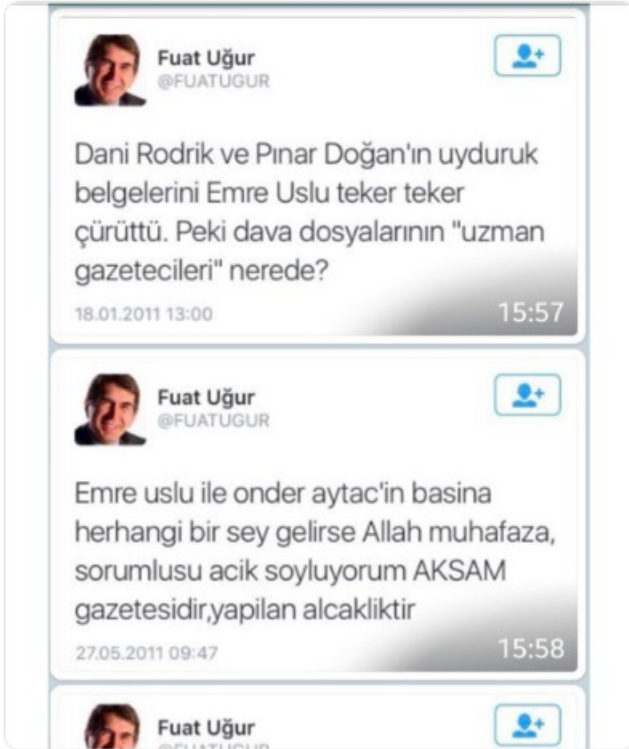 Fuat Uğur
@FUATUGUR
Dani Rodrik ve Pınar Doğan'ın uyduruk
belgelerini Emre Uslu teker teker
çürüttü. Peki dava dosyalarının "uzman
gazetecileri" nerede?
18.01.2011 13:00
15:57
Fuat Uğur
@FUATUGUR
Emre uslu ile onder aytac'in basina
herhangi bir sey gelirse Allah muhafaza,
sorumlusu acik soyluyorum AKSAM
gazetesidir,yapilan alcakliktir
27.05.2011 09:47
15:58
Fuat Uğur
@FUATUGUR